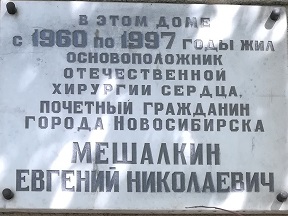 В ЭТОМ ДОМЕ
С 1960 ПО 1997 ГОДЫ ЖИЛ
ОСНОВОПОЛОЖНИК
ОТЕЧЕСТВЕННОЙ
ХИРУРГИИ СЕРДЦА,
ПОЧЕТНЫЙ ГРАЖДАНИН
ГОРОДА НОВОСИБИРСКА
МЕШАЛКИН
ЕВГЕНИЙ НИКОЛАЕВИЧ